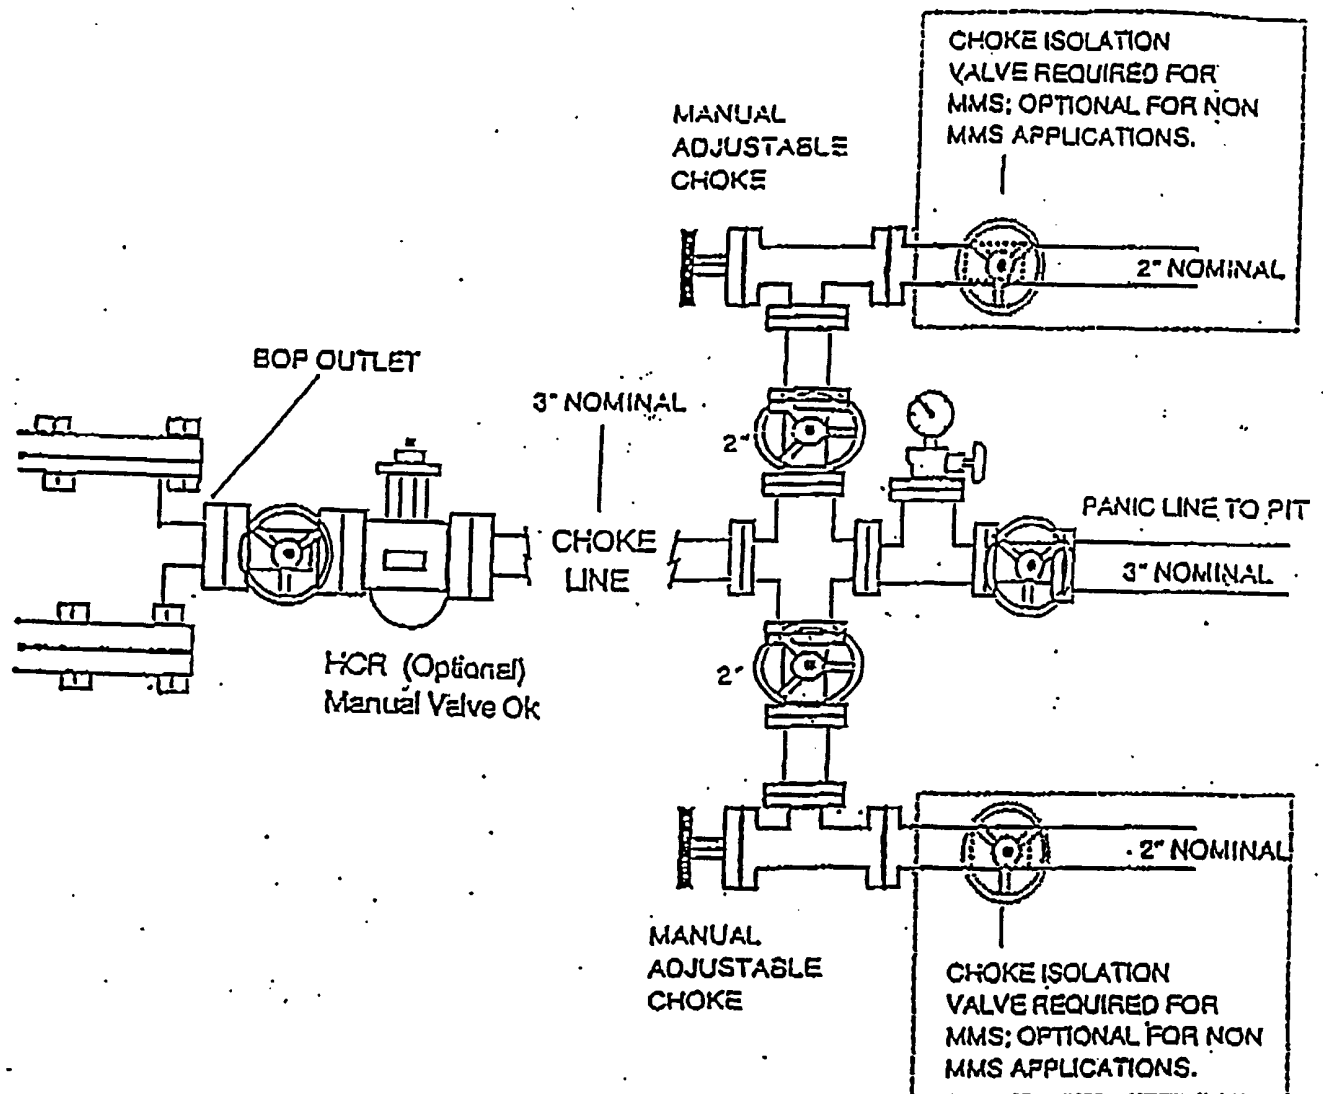 CHOKE ISOLATION
VALVE REQUIRED FOR
MMS; OPTIONAL FOR NON
MMS APPLICATIONS.
MANUAL
ADJUSTABLE
CHOKE
2" NOMINAL
BOP OUTLET
3" NOMINAL
2"
PANIC LINE TO PIT
CHOKE
LINE
3" NOMINAL
HCR (Optional)
Manual Valve Ok
2"
2" NOMINAL
MANUAL
ADJUSTABLE
CHOKE
CHOKE ISOLATION
VALVE REQUIRED FOR
MMS; OPTIONAL FOR NON
MMS APPLICATIONS.